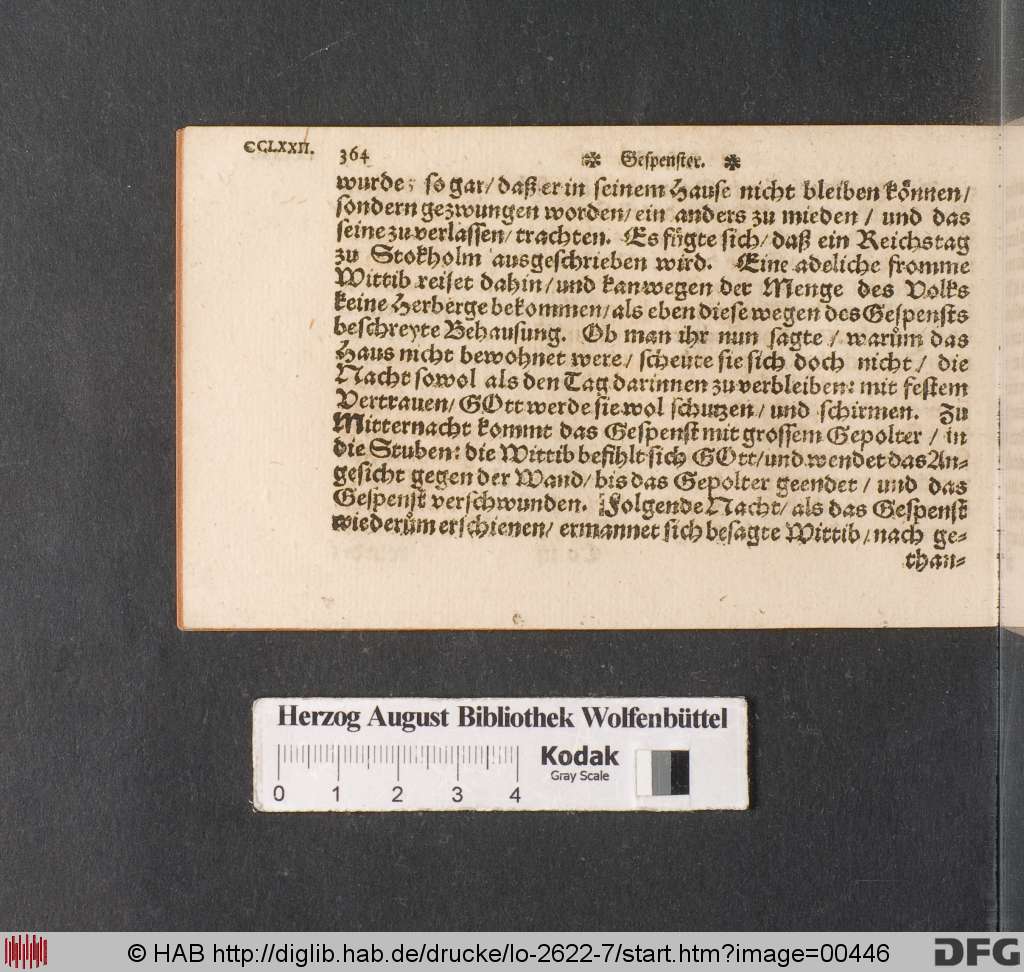 CCLXXII. 364 Gespenster.
wurde; so gar/ daß er in seinem Hause nicht bleiben können/
sondern gezwungen worden/ ein anders zu mieden / und das
seine zu verlassen/ trachten. Es fügte sich/ daß ein Reichstag
zu Stokholm ausgeschrieben wird. Eine adeliche fromme
Wittib reiset dahin/ und kan wegen der Menge des Volks
keine Herberge bekommen/ als eben diese wegen des Gespensts
beschreyte Behausung. Ob man ihr nun sagte / warům das
Haus nicht bewohnet were/ scheute sie sich doch nicht/ die
Nacht sowol als den Tag darinnen zu verbleiben: mit festem
Vertrauen/ GOtt werde sie wol schutzen/ und schirmen. Zu
Mitternacht kommt das Gespenst mit grossem Gepolter / in
die Stuben: die Wittib befihlt sich GOtt/ und wendet das An-
gesicht gegen der Wand/ bis das Gepolter geendet / und das
Gespenst verschwunden. Folgende Nacht/ als das Gespenst
wiederům erschienen/ ermannet sich besagte Wittib/ nach ge-
than-
Herzog August Bibliothek Wolfenbüttel
Kodak
Gray Scale
0 1 2 3 4
© HAB http://diglib.hab.de/drucke/lo-2622-7/start.htm?image=00446
DFG